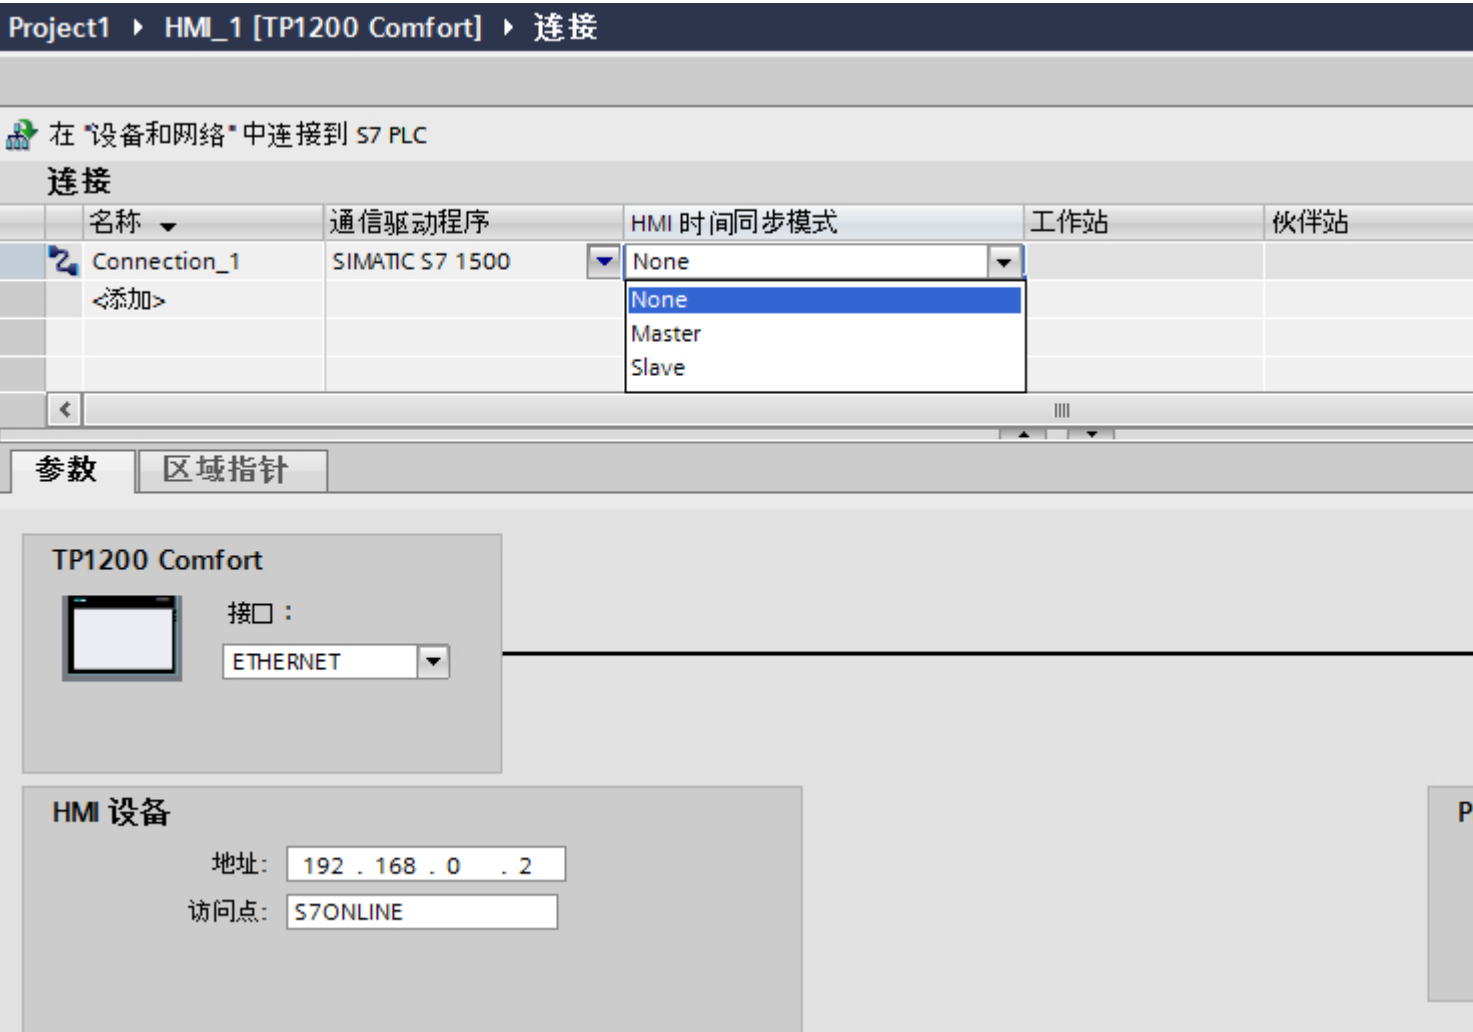 Project1 ▸ HMI_1 [TP1200 Comfort] ▸ 连接
在 "设备和网络" 中连接到 S7 PLC
连接
名称 通信驱动程序 HMI 时间同步模式 工作站 伙伴站
Connection_1 SIMATIC S7 1500 None
<添加> None
Master
Slave
参数 区域指针
TP1200 Comfort
接口：
ETHERNET
HMI 设备 P
地址: 192 . 168 . 0 . 2
访问点: S7ONLINE